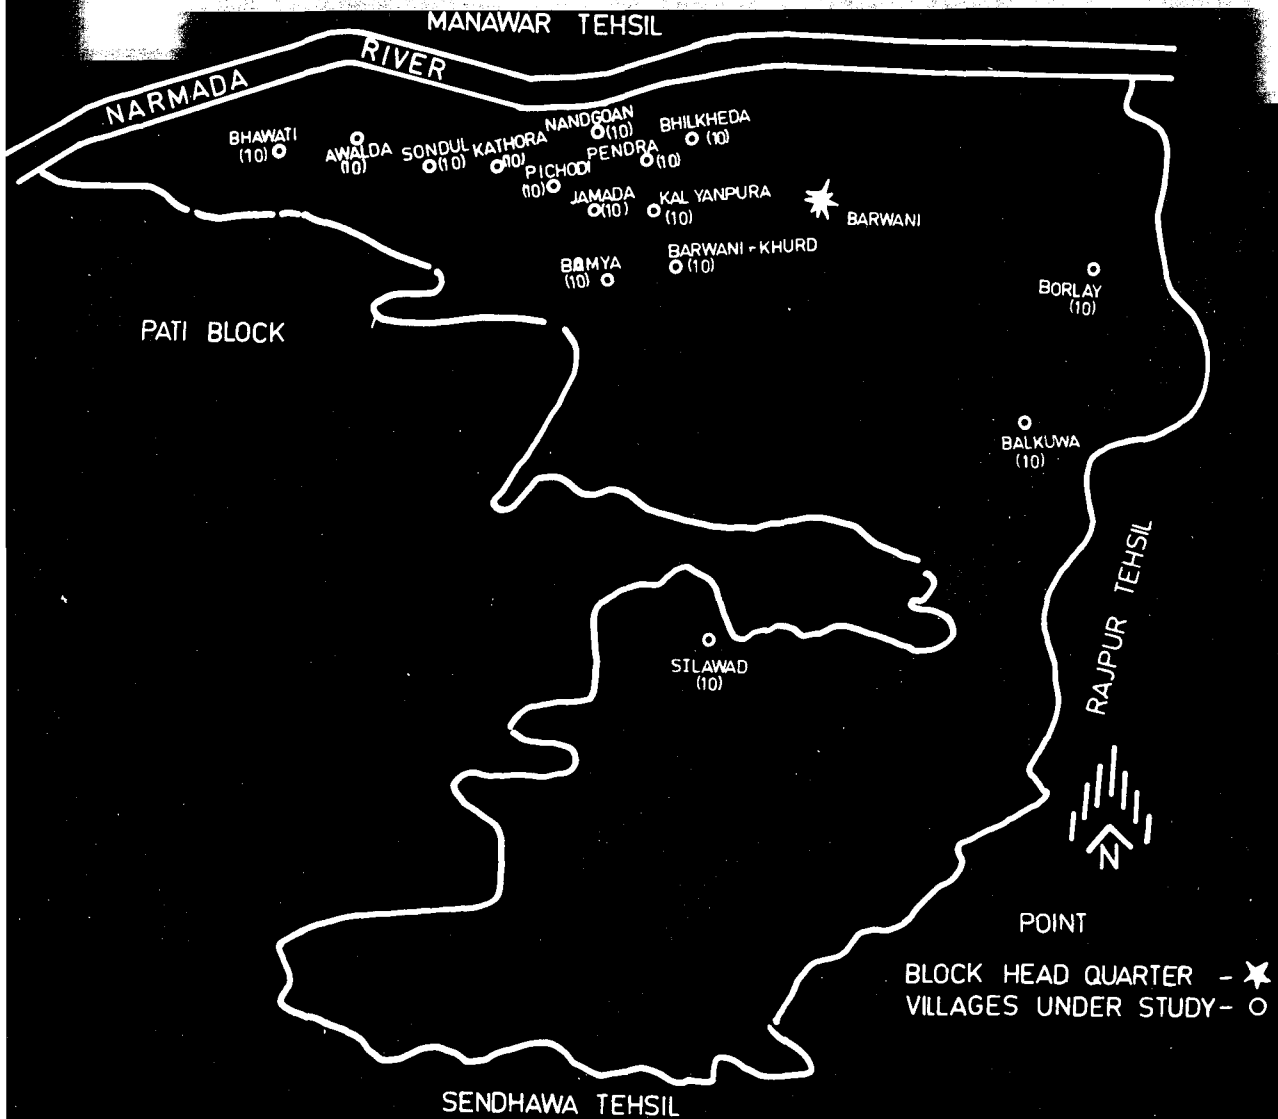 MANAWAR TEHSIL
NARMADA RIVER
BHAWATI
(10)
AWALDA
(10)
SONDUL
(10)
KATHORA
(10)
NANDGOAN
(10)
PICHODI
(10)
PENDRA
(10)
BHILKHEDA
(10)
JAMADA
(10)
KALYANPURA
(10)
BARWANI
BAMYA
(10)
BARWANI-KHURD
(10)
BORLAY
(10)
PATI BLOCK
BALKUWA
(10)
RAJPUR TEHSIL
SILAWAD
(10)
N
POINT
BLOCK HEAD QUARTER -
VILLAGES UNDER STUDY-
SENDHAWA TEHSIL